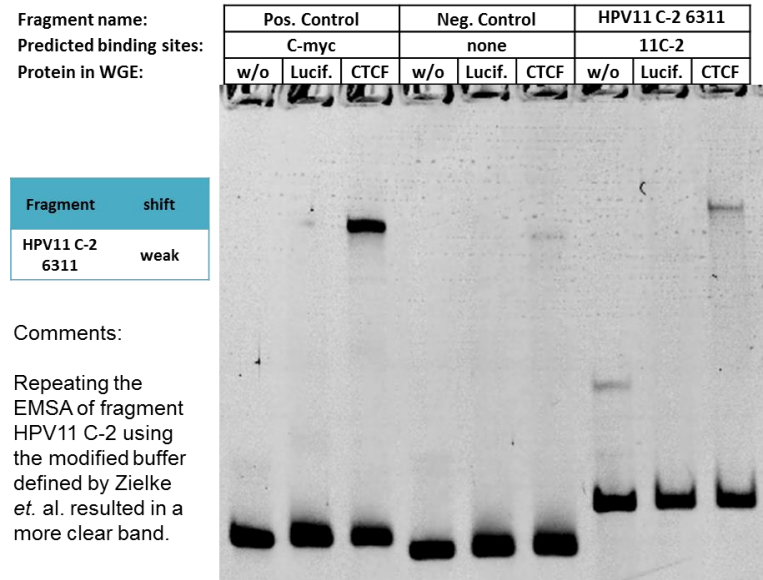 Fragment name: Pos. Control Neg. Control HPV11 C-2 6311
Predicted binding sites: C-myc none 11C-2
Protein in WGE: w/o Lucif. CTCF w/o Lucif. CTCF w/o Lucif. CTCF
Fragment shift
HPV11 C-2 weak
6311
Comments:
Repeating the
EMSA of fragment
HPV11 C-2 using
the modified buffer
defined by Zielke
et. al. resulted in a
more clear band.